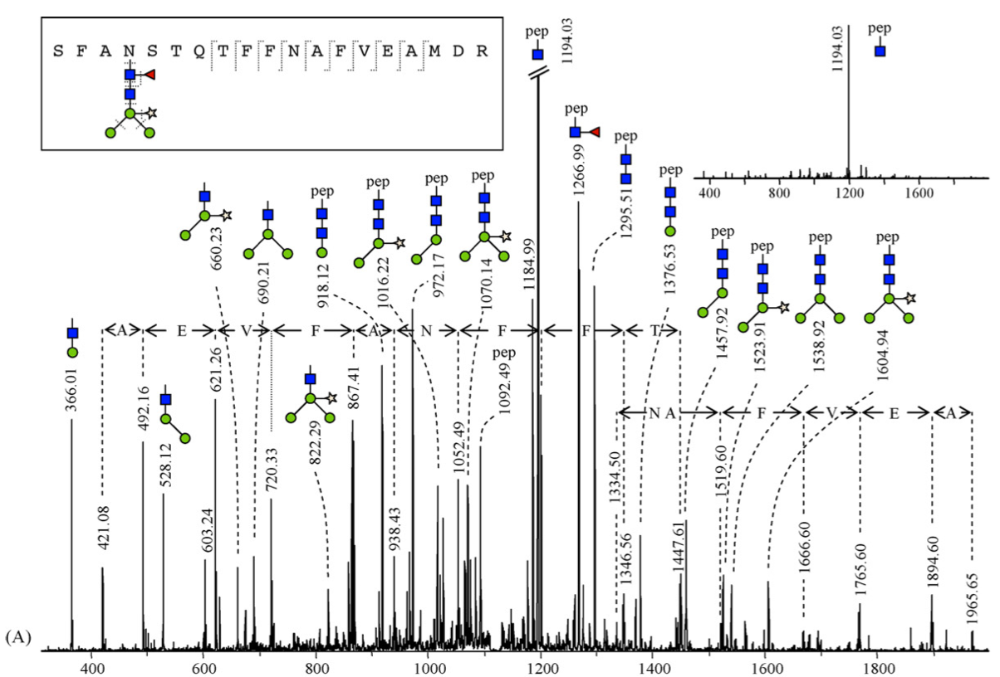 S F A N S T Q T F F N A F V E A M D R
pep
1194.03
pep
1194.03
400 800 1200 1600
pep
1266.99
pep
1295.51
pep
1376.53
pep
1457.92
pep
1523.91
pep
1538.92
pep
1604.94
660.23
690.21
pep
918.12
pep
1016.22
pep
972.17
pep
1070.14
1184.99
A E V F A N F F T
366.01
492.16
621.26
528.12
720.33
822.29
867.41
1052.49
pep
1092.49
N A F V E A
421.08
603.24
938.43
1334.50
1346.56
1447.61
1519.60
1666.60
1765.60
1894.60
1965.65
(A)
400 600 800 1000 1200 1400 1600 1800